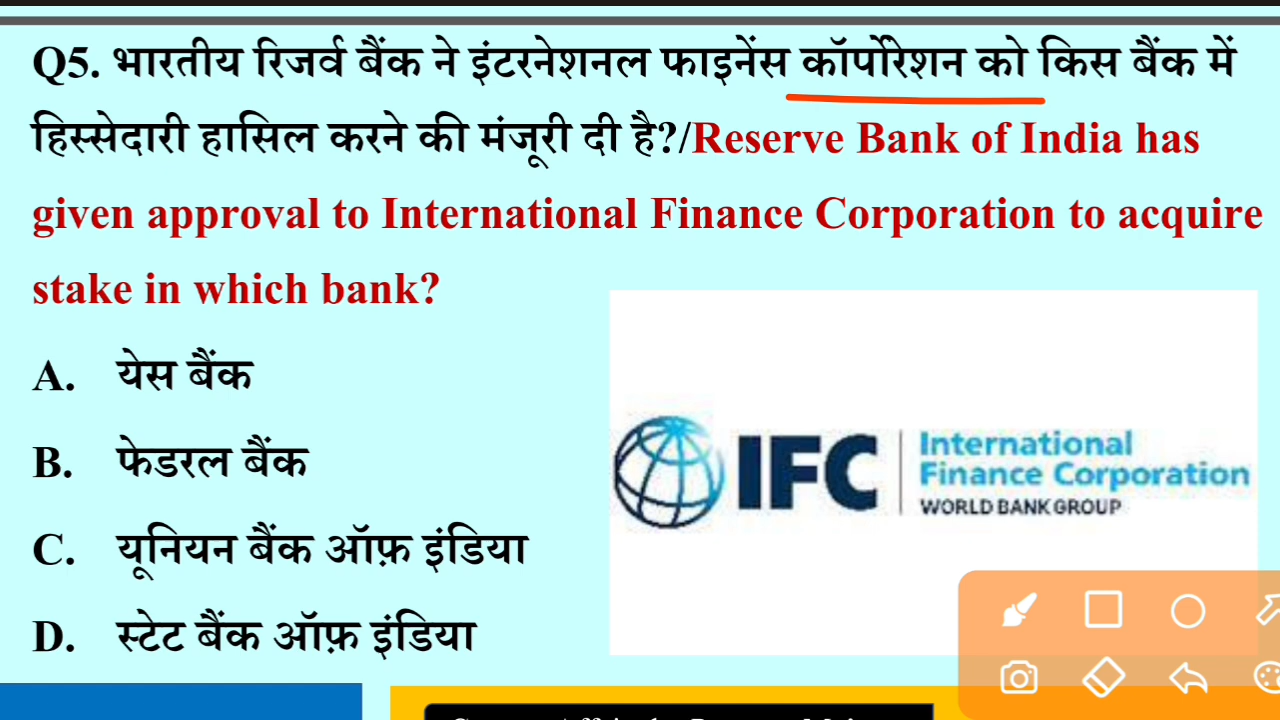 Q5. भारतीय रिजर्व बैंक ने इंटरनेशनल फाइनेंस कॉर्पोरेशन को किस बैंक में
हिस्सेदारी हासिल करने की मंजूरी दी है?/Reserve Bank of India has
given approval to International Finance Corporation to acquire
stake in which bank?
A. येस बैंक
B. फेडरल बैंक
C. यूनियन बैंक ऑफ़ इंडिया
D. स्टेट बैंक ऑफ़ इंडिया
IFC
International
Finance Corporation
WORLD BANK GROUP